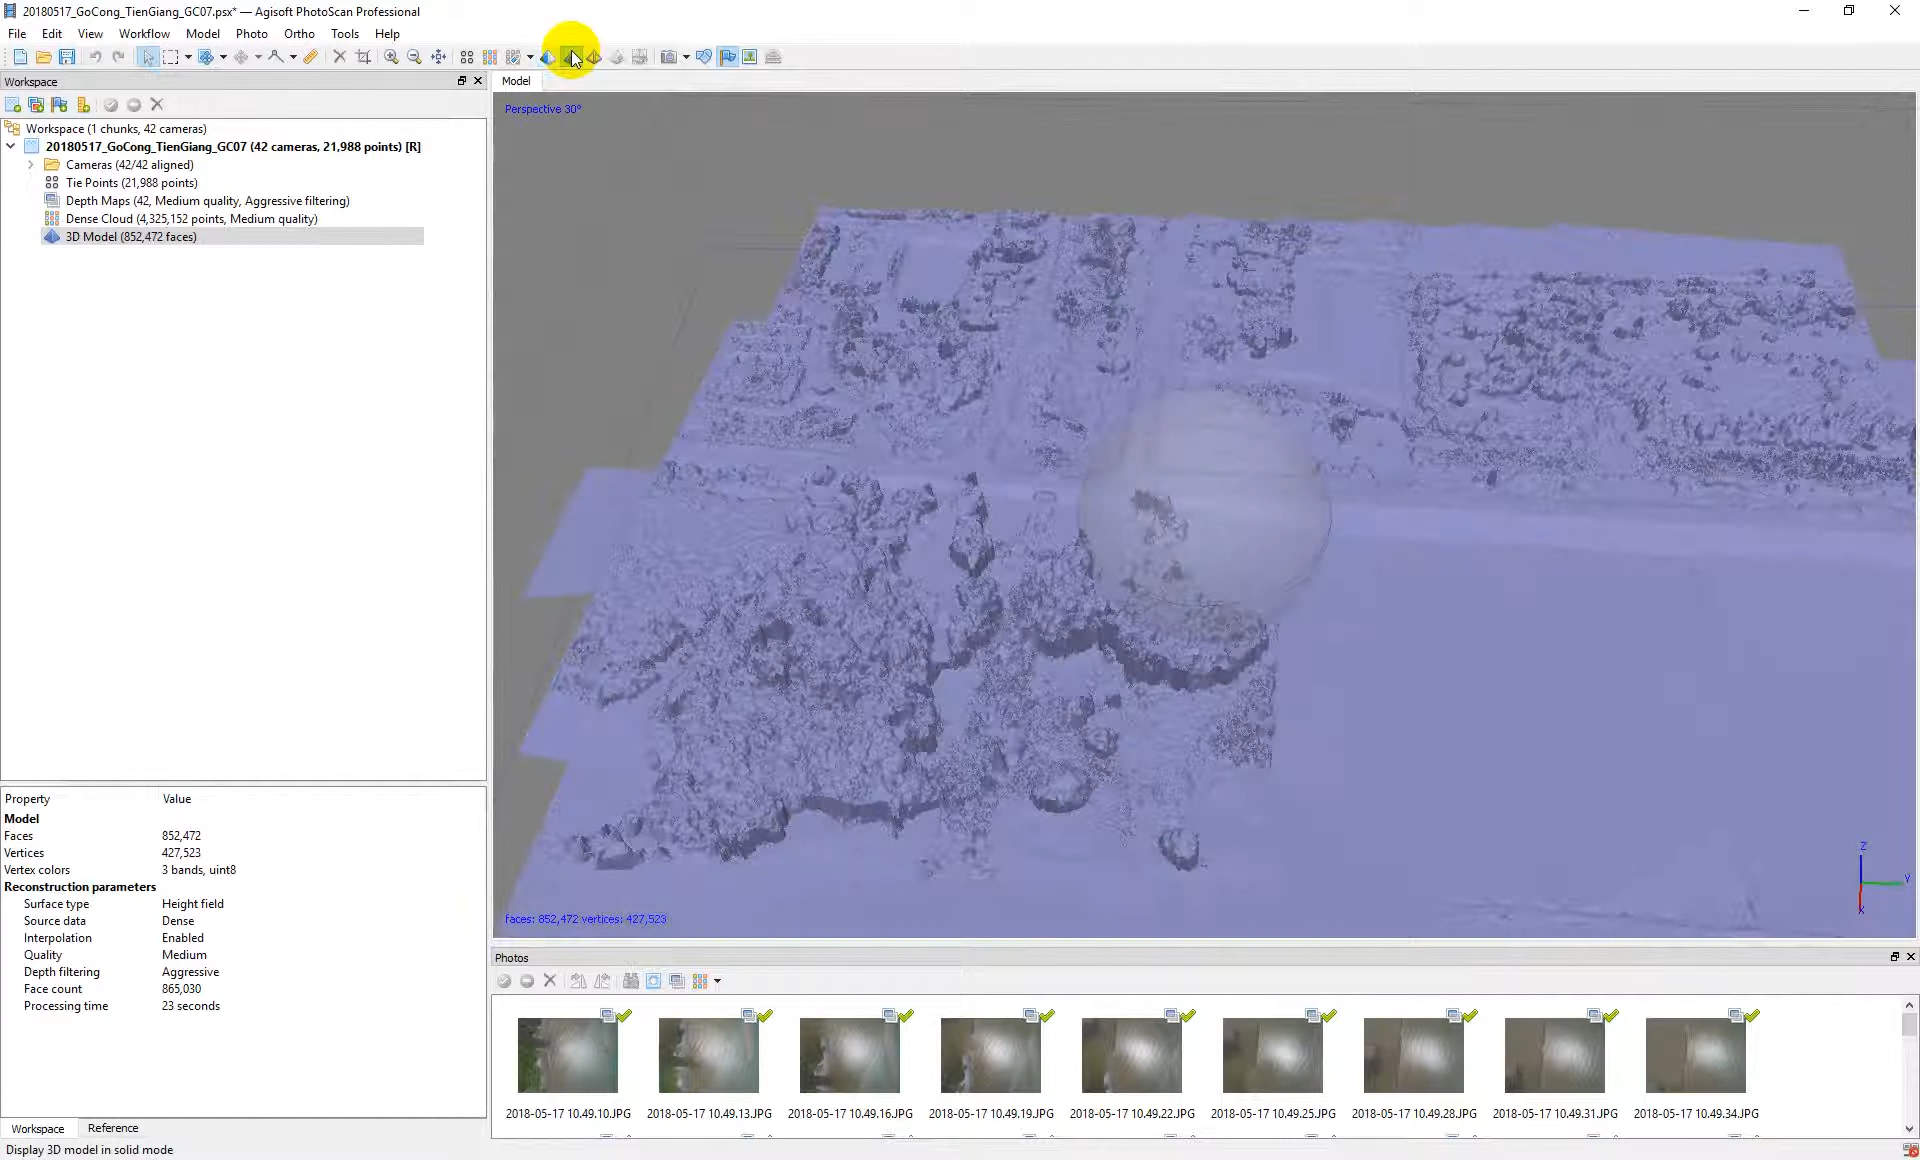 20180517_GoCong_TienGiang_GC07.psx* — Agisoft PhotoScan Professional
File Edit View Workflow Model Photo Ortho Tools Help
Workspace
Model
Perspective 30°
Workspace (1 chunks, 42 cameras)
20180517_GoCong_TienGiang_GC07 (42 cameras, 21,988 points) [R]
Cameras (42/42 aligned)
Tie Points (21,988 points)
Depth Maps (42, Medium quality, Aggressive filtering)
Dense Cloud (4,325,152 points, Medium quality)
3D Model (852,472 faces)
Property Value
Model
Faces 852,472
Vertices 427,523
Vertex colors 3 bands, uint8
Reconstruction parameters
Surface type Height field
Source data Dense
Interpolation Enabled
Quality Medium
Depth filtering Aggressive
Face count 865,030
Processing time 23 seconds
Z
Y
X
faces: 852,472 vertices: 427,523
Photos
2018-05-17 10.49.10.JPG 2018-05-17 10.49.13.JPG 2018-05-17 10.49.16.JPG 2018-05-17 10.49.19.JPG 2018-05-17 10.49.22.JPG 2018-05-17 10.49.25.JPG 2018-05-17 10.49.28.JPG 2018-05-17 10.49.31.JPG 2018-05-17 10.49.34.JPG
Workspace Reference
Display 3D model in solid mode